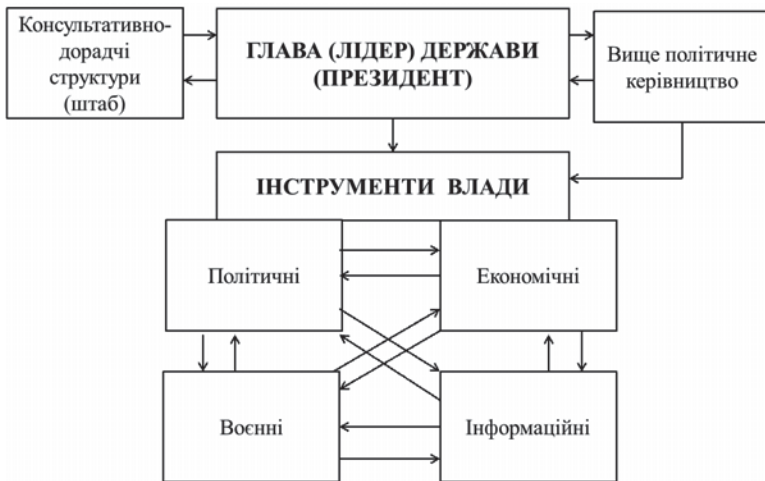 Консультативно-
дорадчі
структури
(штаб)
ГЛАВА (ЛІДЕР) ДЕРЖАВИ
(ПРЕЗИДЕНТ)
Вище політичне
керівництво
ІНСТРУМЕНТИ ВЛАДИ
Політичні
Економічні
Воєнні
Інформаційні